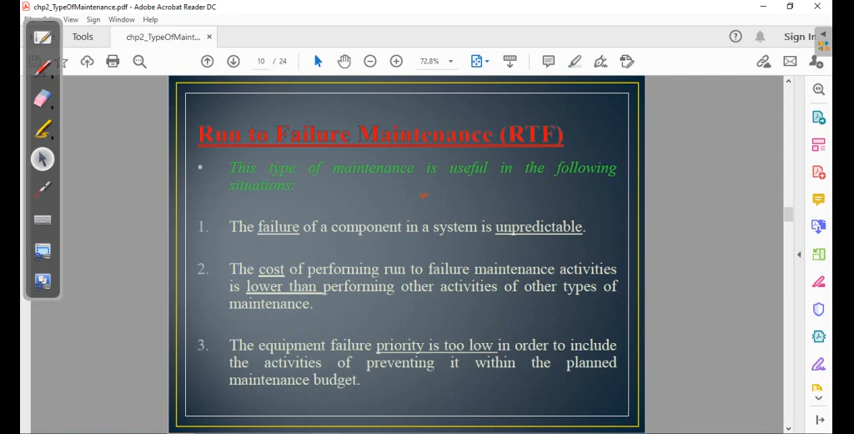 chp2_TypeOfMaintenance.pdf - Adobe Acrobat Reader DC
View Sign Window Help
Tools
chp2_TypeOfMaint... ×
Sign In
10 / 24
72.8%
Run to Failure Maintenance (RTF)
• This type of maintenance is useful in the following
situations:
1. The failure of a component in a system is unpredictable.
2. The cost of performing run to failure maintenance activities
is lower than performing other activities of other types of
maintenance.
3. The equipment failure priority is too low in order to include
the activities of preventing it within the planned
maintenance budget.